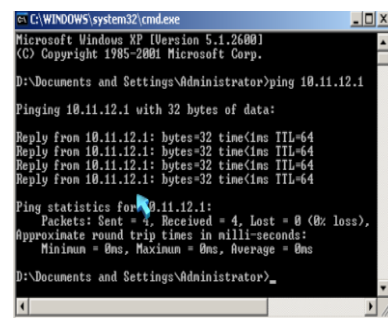 C:\WINDOWS\system32\cmd.exe
Microsoft Windows XP [Version 5.1.2600]
(C) Copyright 1985-2001 Microsoft Corp.
D:\Documents and Settings\Administrator>ping 10.11.12.1
Pinging 10.11.12.1 with 32 bytes of data:
Reply from 10.11.12.1: bytes=32 time<1ms TTL=64
Reply from 10.11.12.1: bytes=32 time<1ms TTL=64
Reply from 10.11.12.1: bytes=32 time<1ms TTL=64
Reply from 10.11.12.1: bytes=32 time<1ms TTL=64
Ping statistics for 10.11.12.1:
Packets: Sent = 4, Received = 4, Lost = 0 (0% loss),
Approximate round trip times in milli-seconds:
Minimum = 0ms, Maximum = 0ms, Average = 0ms
D:\Documents and Settings\Administrator>_